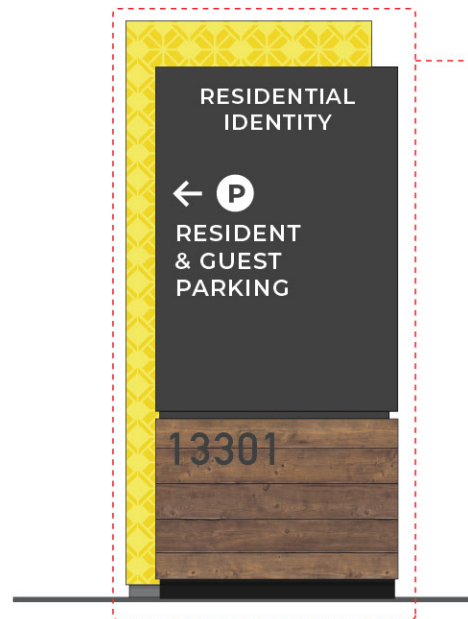 RESIDENTIAL
IDENTITY
← P
RESIDENT
& GUEST
PARKING
13301